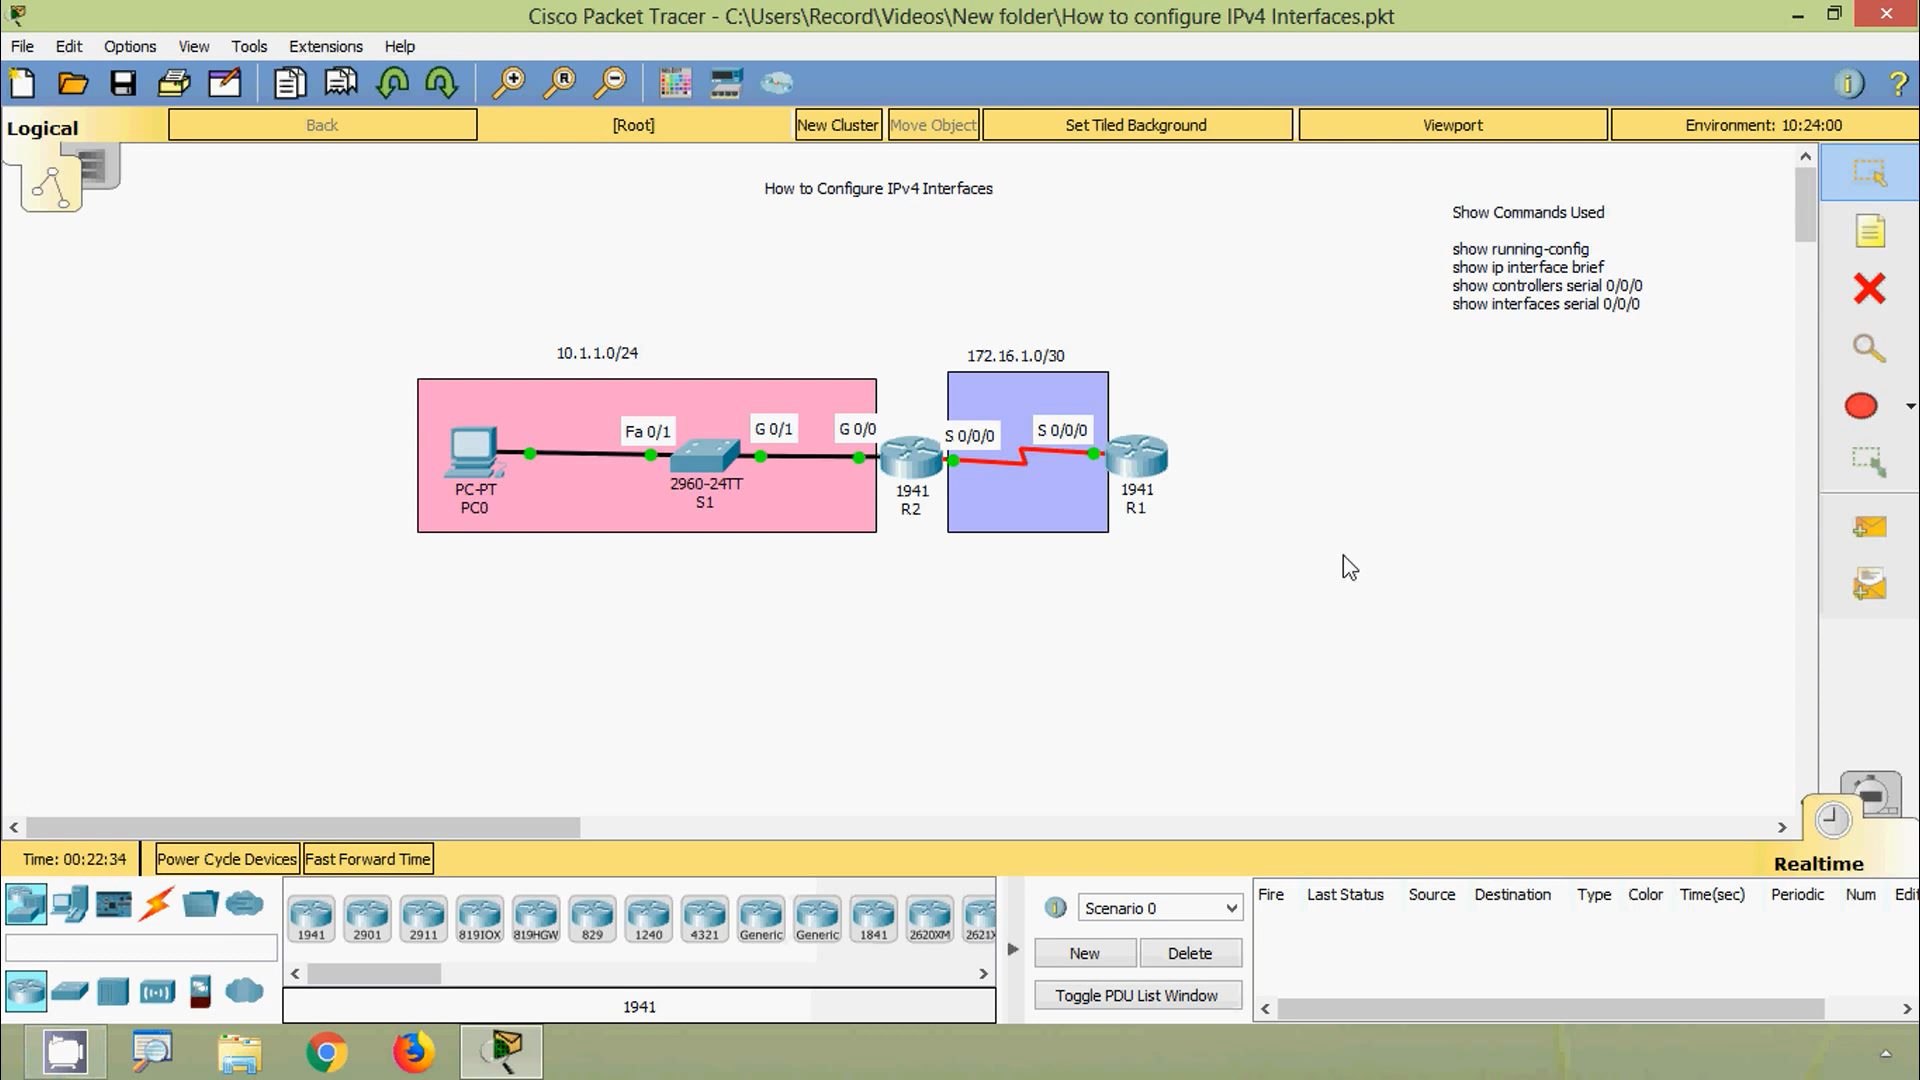 Cisco Packet Tracer - C:\Users\Record\Videos\New folder\How to configure IPv4 Interfaces.pkt
File Edit Options View Tools Extensions Help
Logical Back [Root] New Cluster Move Object Set Tiled Background Viewport Environment: 10:24:00
How to Configure IPv4 Interfaces
Show Commands Used
show running-config
show ip interface brief
show controllers serial 0/0/0
show interfaces serial 0/0/0
10.1.1.0/24
172.16.1.0/30
Fa 0/1
G 0/1
G 0/0
S 0/0/0
S 0/0/0
PC-PT
PC0
2960-24TT
S1
1941
R2
1941
R1
Time: 00:22:34 Power Cycle Devices Fast Forward Time
Realtime
1941 2901 2911 819IOX 819HGW 829 1240 4321 Generic Generic 1841 2620XM 2621X
1941
Scenario 0
New Delete
Toggle PDU List Window
Fire Last Status Source Destination Type Color Time(sec) Periodic Num Edit